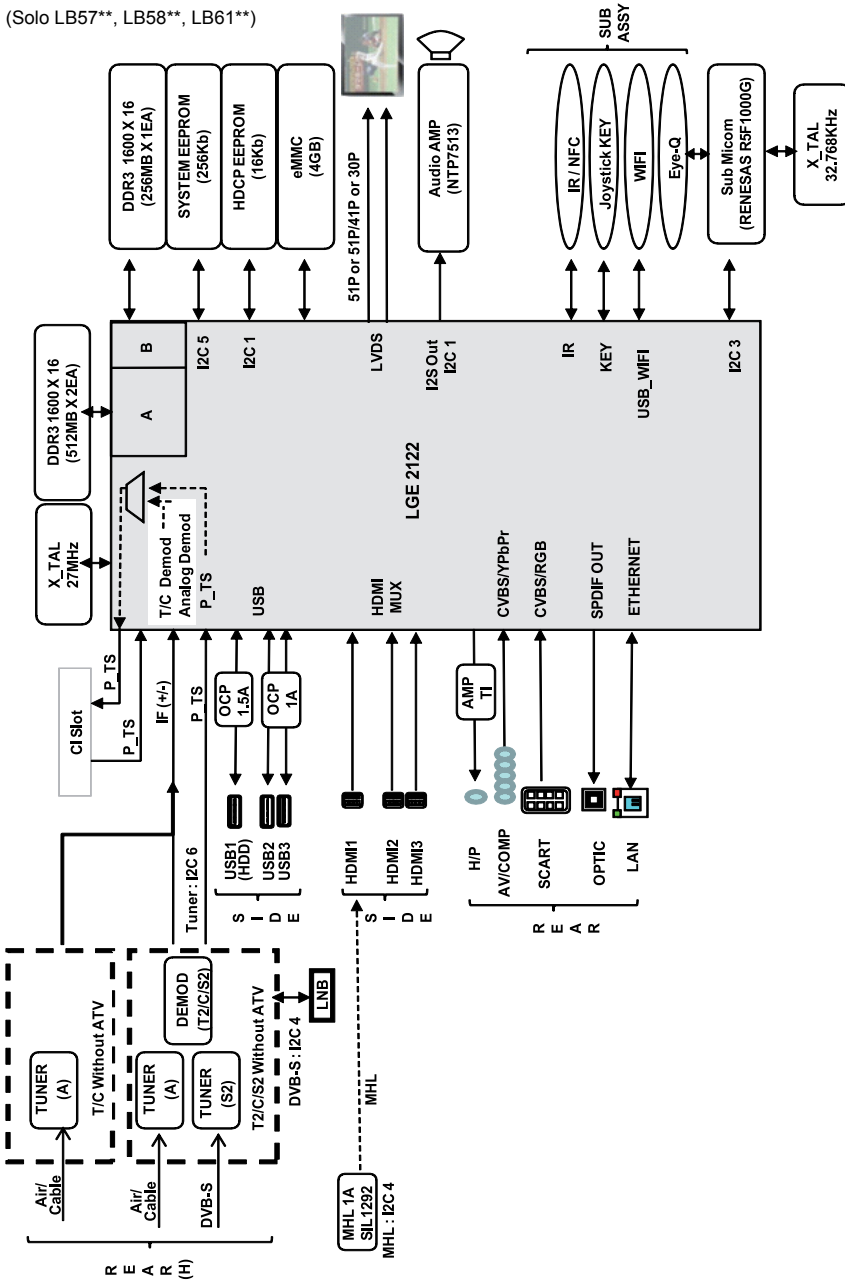 (Solo LB57**, LB58**, LB61**)
R E A R (H)
Air/
Cable
Air/
Cable
DVB-S
TUNER
(A)
T/C Without ATV
TUNER
(A)
TUNER
(S2)
DEMOD
(T2/C/S2)
T2/C/S2 Without ATV
DVB-S : I2C 4
LNB
Tuner : I2C 6
CI Slot
P_TS
P_TS
IF (+/-)
P_TS
X_TAL
27MHz
DDR3 1600 X 16
(512MB X 2EA)
A
B
T/C Demod
Analog Demod
P_TS
S I D E
USB1
(HDD)
USB2
USB3
OCP
1.5A
OCP
1A
USB
MHL 1A
SIL1292
MHL : I2C 4
MHL
S I D E
HDMI1
HDMI2
HDMI3
HDMI
MUX
R E A R
H/P
AV/COMP
SCART
OPTIC
LAN
AMP
TI
CVBS/YPbPr
CVBS/RGB
SPDIF OUT
ETHERNET
LGE 2122
I2C 5
I2C 1
LVDS
I2S Out
I2C 1
IR
KEY
USB_WIFI
I2C 3
DDR3 1600 X 16
(256MB X 1EA)
SYSTEM EEPROM
(256Kb)
HDCP EEPROM
(16Kb)
eMMC
(4GB)
51P or 51P/41P or 30P
Audio AMP
(NTP7513)
SUB
ASSY
IR / NFC
Joystick KEY
WIFI
Eye-Q
Sub Micom
(RENESAS R5F1000G)
X_TAL
32.768KHz